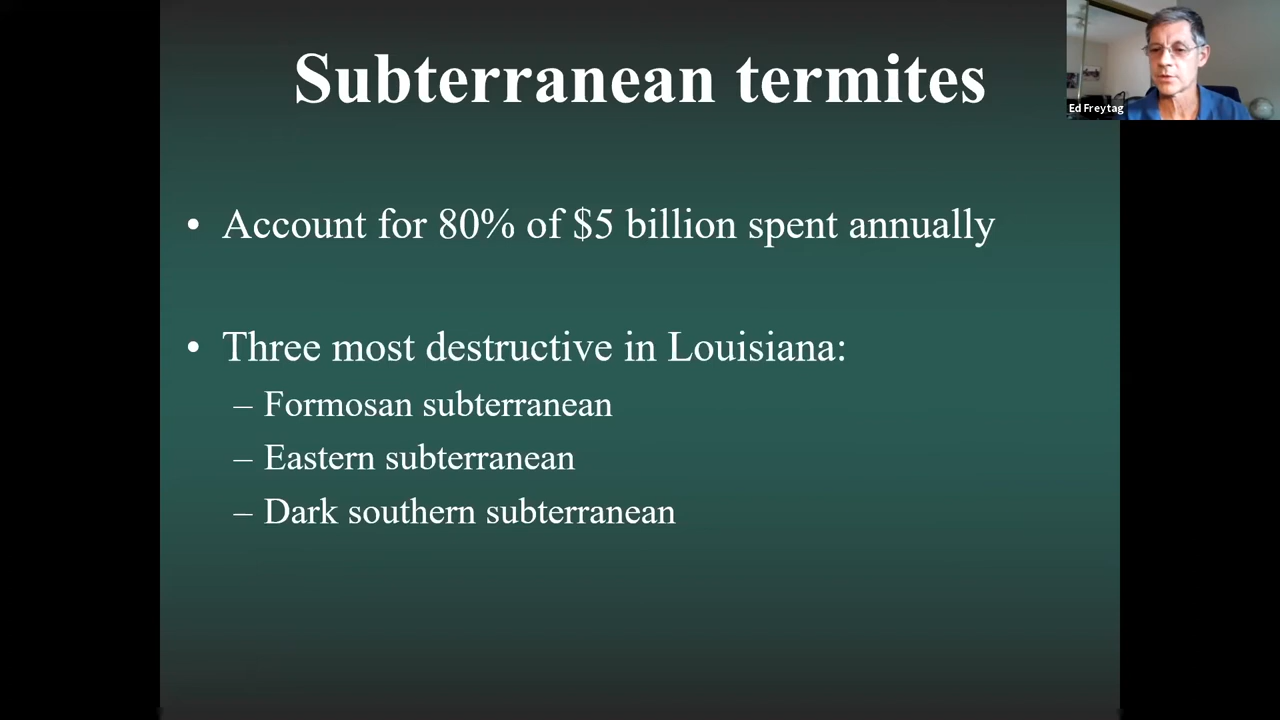 Subterranean termites
Ed Freytag
• Account for 80% of $5 billion spent annually
• Three most destructive in Louisiana:
– Formosan subterranean
– Eastern subterranean
– Dark southern subterranean